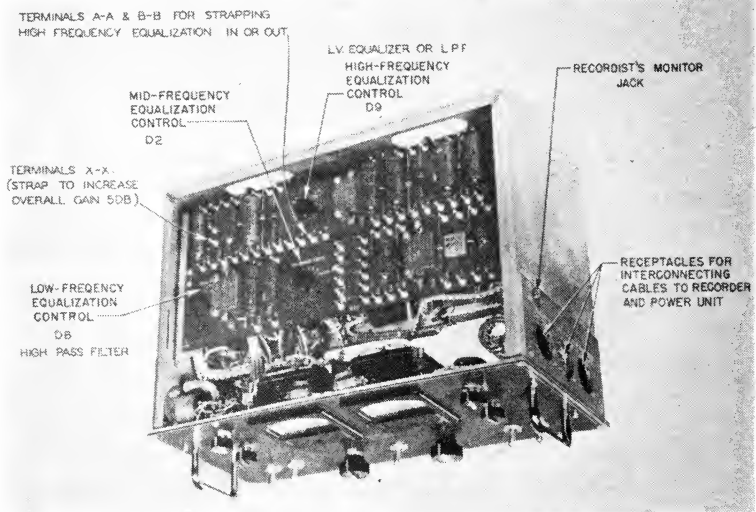 TERMINALS A-A & B-B FOR STRAPPING
HIGH FREQUENCY EQUALIZATION IN OR OUT
L.V. EQUALIZER OR LPF
HIGH-FREQUENCY
EQUALIZATION
CONTROL
D9
RECORDIST'S MONITOR
JACK
MID-FREQUENCY
EQUALIZATION
CONTROL
D2
TERMINALS X-X.
(STRAP TO INCREASE
OVERALL GAIN 5DB)
LOW-FREQENCY
EQUALIZATION
CONTROL
D8
HIGH PASS FILTER
RECEPTACLES FOR
INTERCONNECTING
CABLES TO RECORDER
AND POWER UNIT